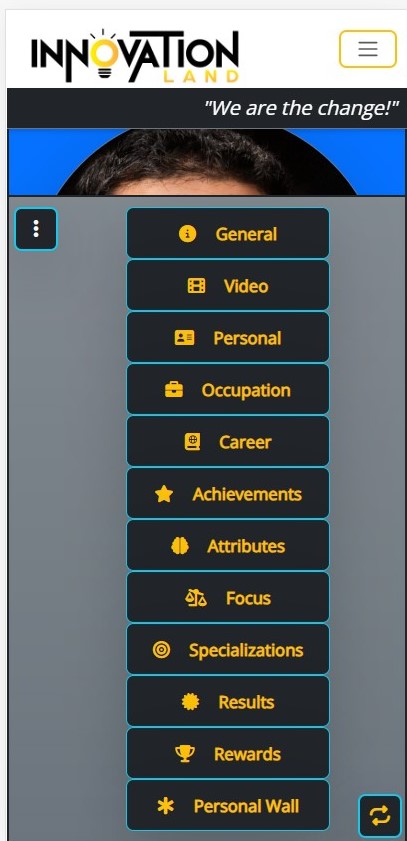 INNOVATION
LAND
"We are the change!"
General
Video
Personal
Occupation
Career
Achievements
Attributes
Focus
Specializations
Results
Rewards
Personal Wall